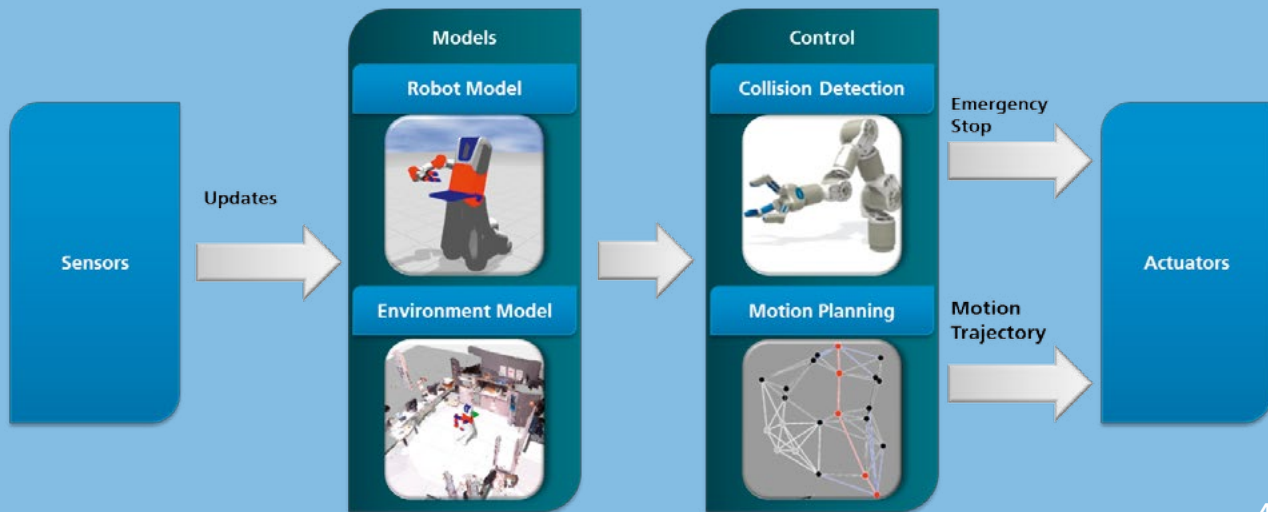 Models
Control
Robot Model
Collision Detection
Emergency
Stop
Updates
Sensors
Actuators
Environment Model
Motion Planning
Motion
Trajectory